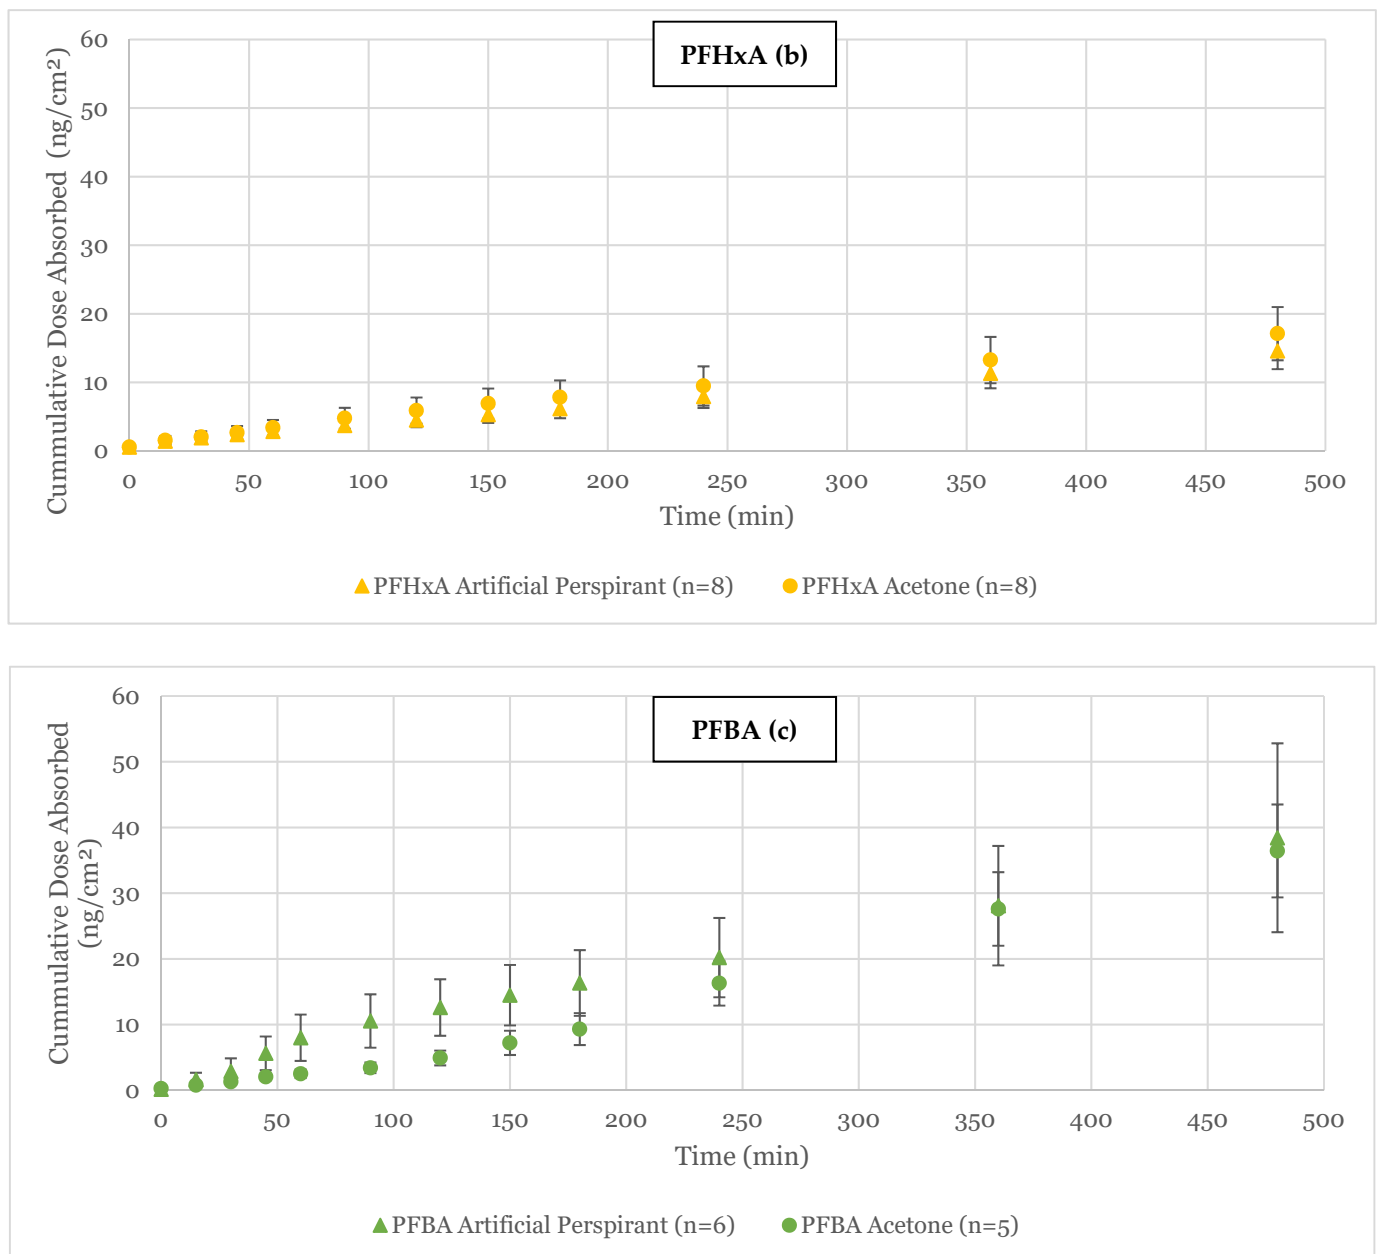 PFHxA (b)
Cummulative Dose Absorbed (ng/cm²)
60
50
40
30
20
10
0
0 50 100 150 200 250 300 350 400 450 500
Time (min)
PFHxA Artificial Perspirant (n=8) PFHxA Acetone (n=8)
PFBA (c)
Cummulative Dose Absorbed
(ng/cm²)
60
50
40
30
20
10
0
0 50 100 150 200 250 300 350 400 450 500
Time (min)
PFBA Artificial Perspirant (n=6) PFBA Acetone (n=5)